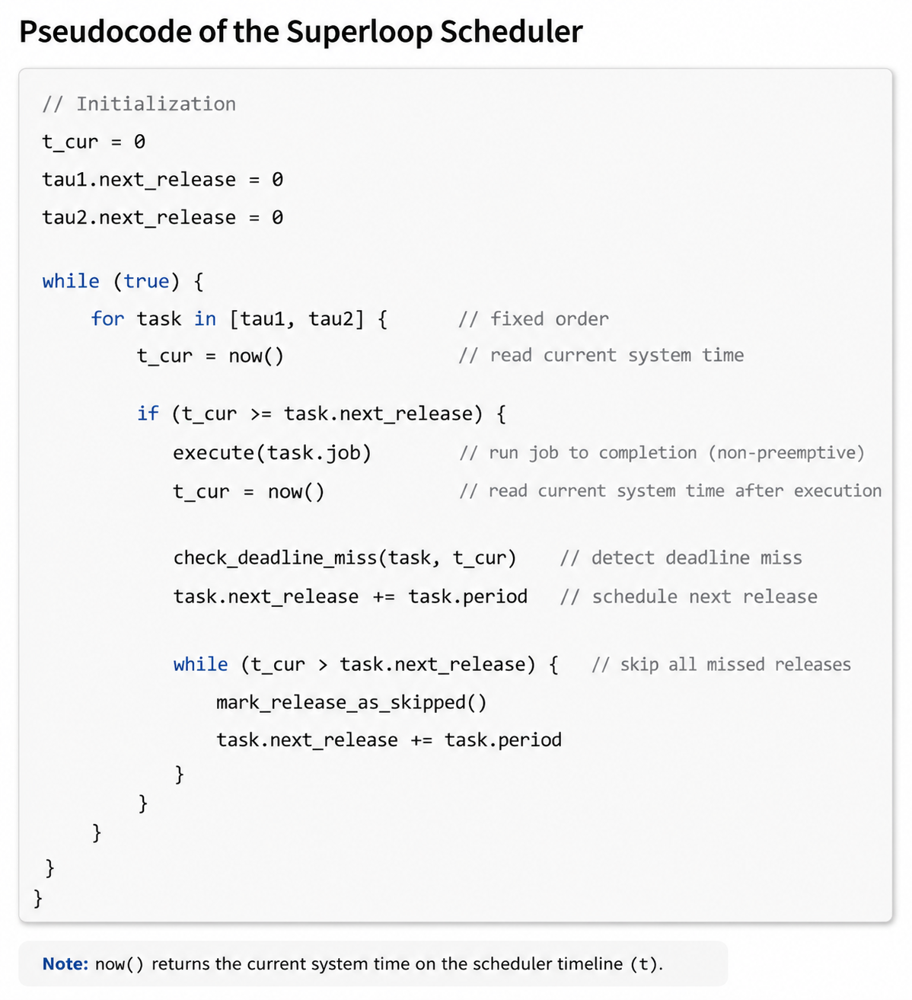 Pseudocode of the Superloop Scheduler
// Initialization
t_cur = 0
tau1.next_release = 0
tau2.next_release = 0
while (true) {
for task in [tau1, tau2] { // fixed order
t_cur = now() // read current system time
if (t_cur >= task.next_release) {
execute(task.job) // run job to completion (non-preemptive)
t_cur = now() // read current system time after execution
check_deadline_miss(task, t_cur) // detect deadline miss
task.next_release += task.period // schedule next release
while (t_cur > task.next_release) { // skip all missed releases
mark_release_as_skipped()
task.next_release += task.period
}
}
}
}
}
Note: now() returns the current system time on the scheduler timeline (t).